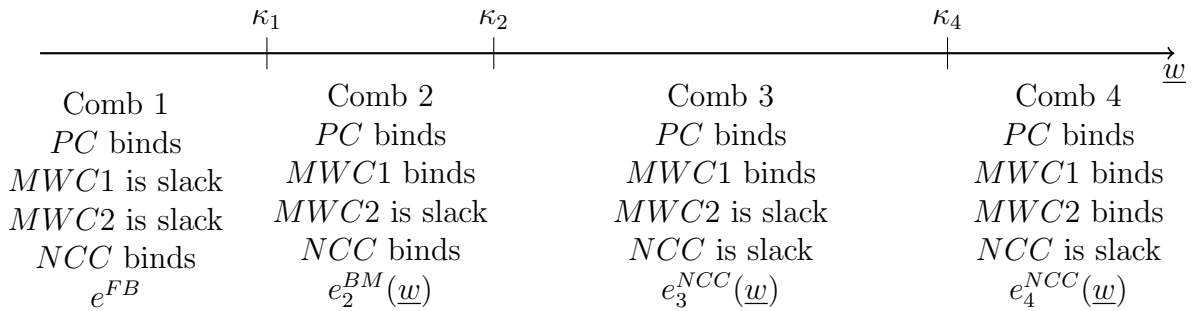 κ₁ κ₂ κ₄
w
Comb 1
PC binds
MWC1 is slack
MWC2 is slack
NCC binds
e^{FB}
Comb 2
PC binds
MWC1 binds
MWC2 is slack
NCC binds
e_2^{BM}(w)
Comb 3
PC binds
MWC1 binds
MWC2 is slack
NCC is slack
e_3^{NCC}(w)
Comb 4
PC binds
MWC1 binds
MWC2 binds
NCC is slack
e_4^{NCC}(w)